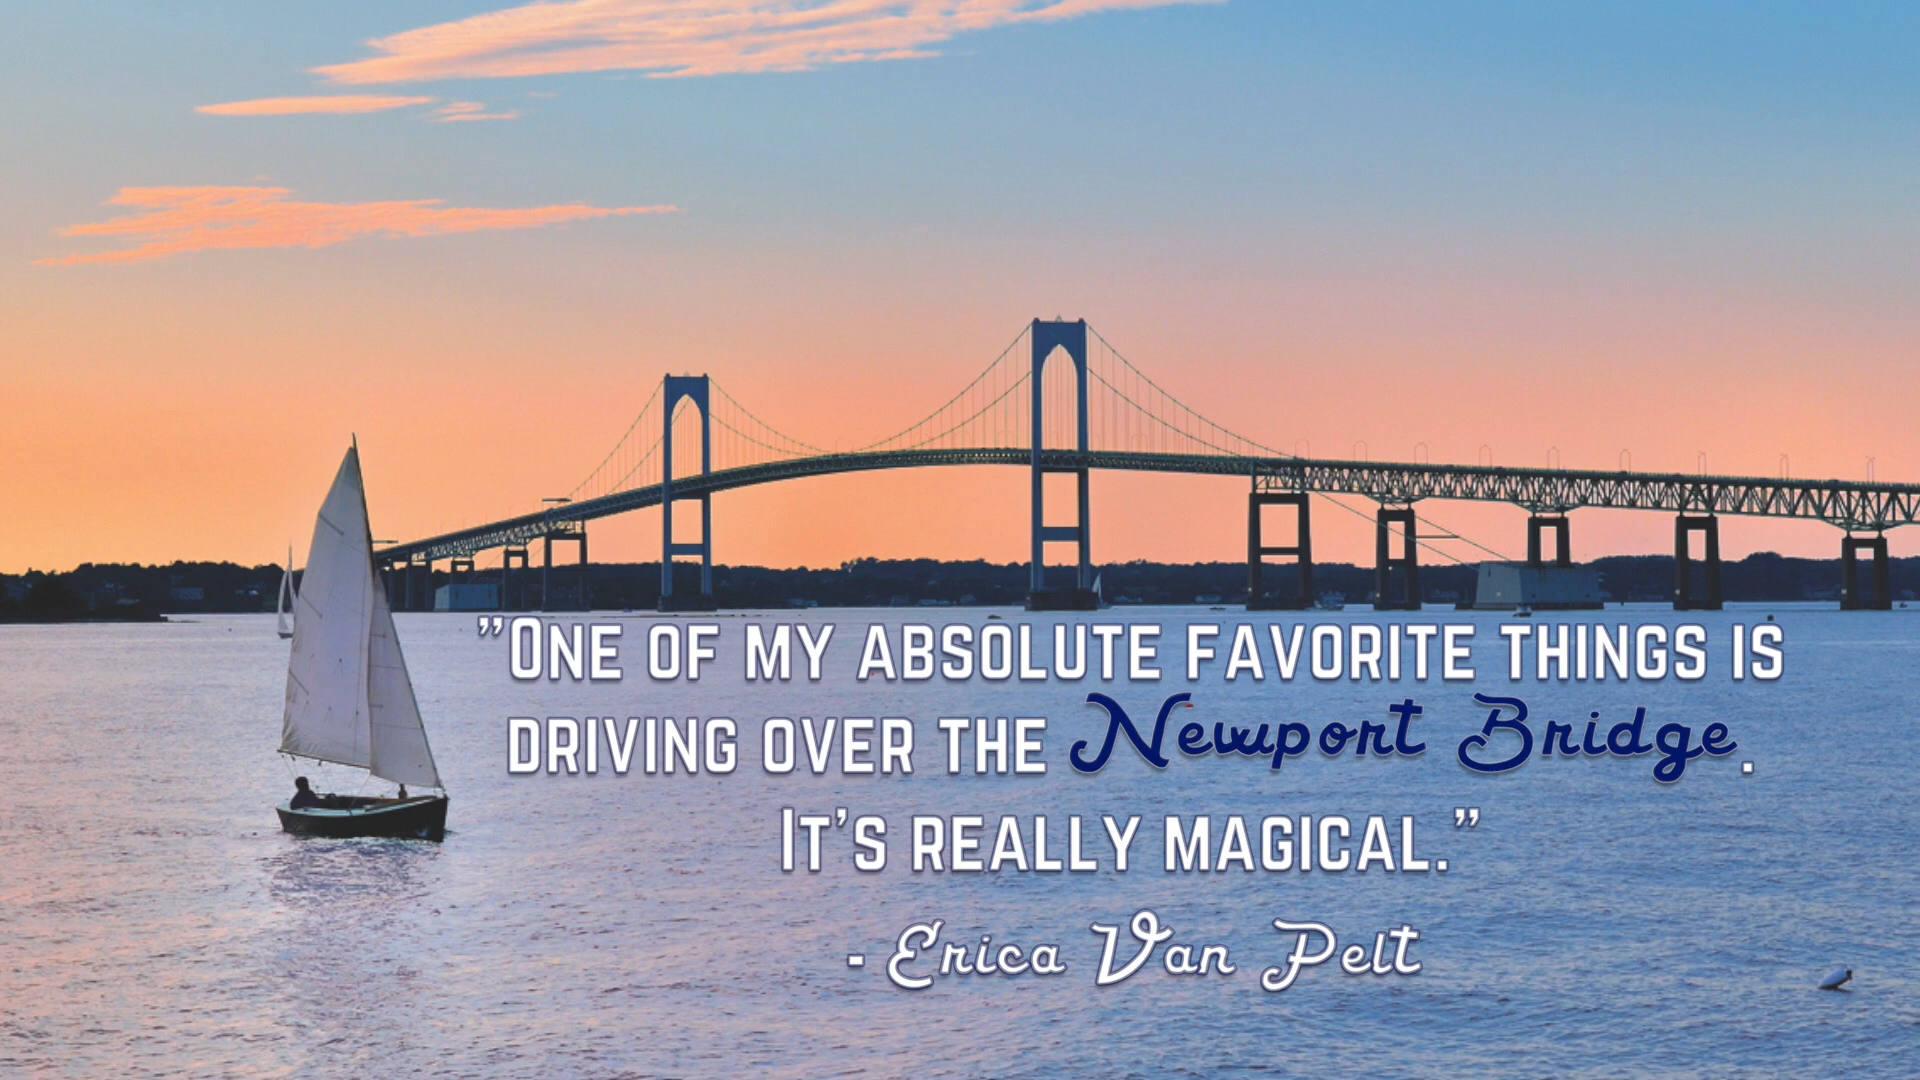 "One of my absolute favorite things is
driving over the Newport Bridge.
It's really magical."
- Erica Van Pelt